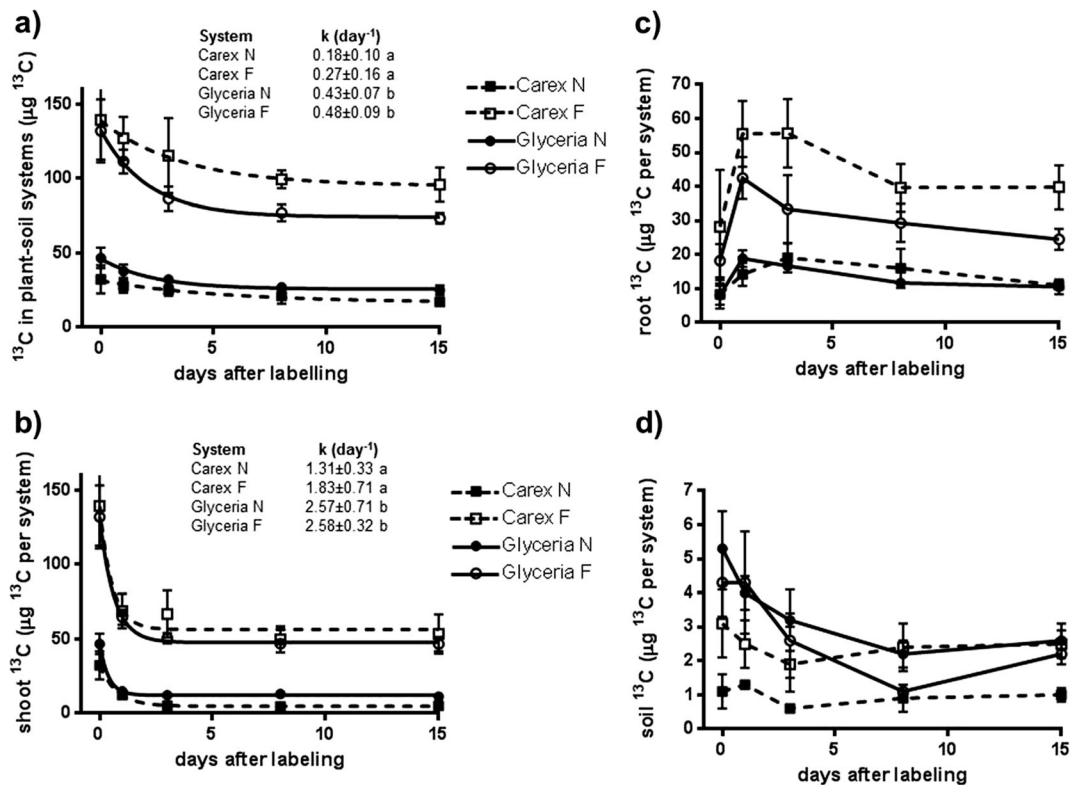 a)
System k (day⁻¹)
Carex N 0.18±0.10 a
Carex F 0.27±0.16 a
Glyceria N 0.43±0.07 b
Glyceria F 0.48±0.09 b
¹³C in plant-soil systems (µg ¹³C)
150
100
50
0
0 5 10 15
days after labelling
Carex N
Carex F
Glyceria N
Glyceria F
c)
root ¹³C (µg ¹³C per system)
70
60
50
40
30
20
10
0
0 5 10 15
days after labelling
b)
System k (day⁻¹)
Carex N 1.31±0.33 a
Carex F 1.83±0.71 a
Glyceria N 2.57±0.71 b
Glyceria F 2.58±0.32 b
shoot ¹³C (µg ¹³C per system)
150
100
50
0
0 5 10 15
days after labeling
Carex N
Carex F
Glyceria N
Glyceria F
d)
soil ¹³C (µg ¹³C per system)
7
6
5
4
3
2
1
0
0 5 10 15
days after labeling